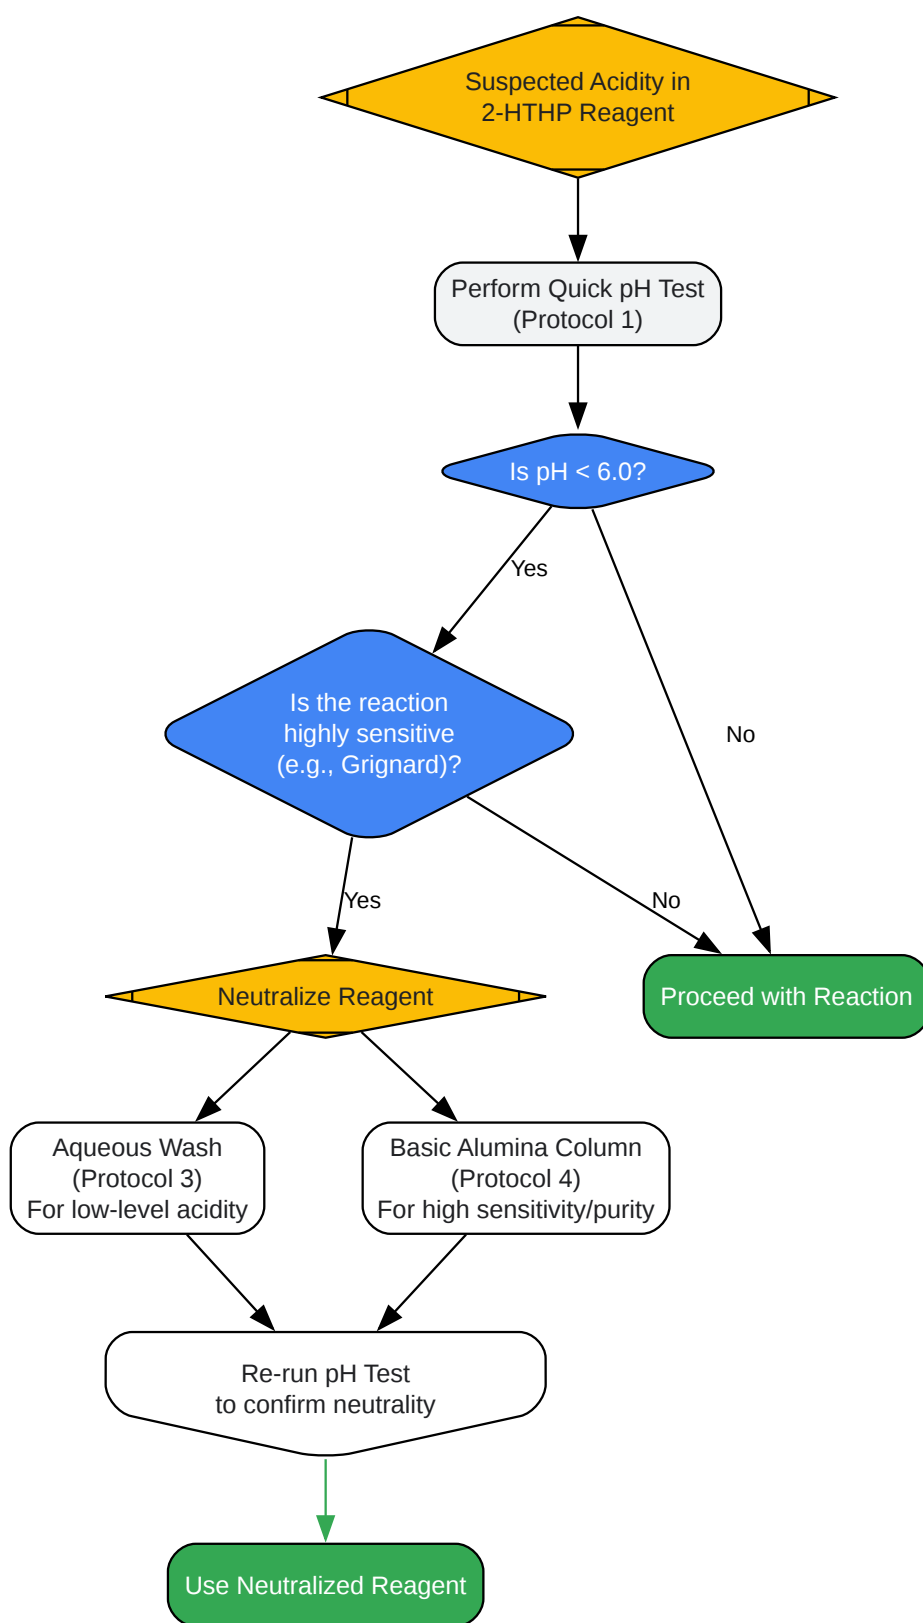 Suspected Acidity in
2-HTHP Reagent
Perform Quick pH Test
(Protocol 1)
Is pH < 6.0?
Yes
No
Is the reaction
highly sensitive
(e.g., Grignard)?
Yes
No
Neutralize Reagent
Proceed with Reaction
Aqueous Wash
(Protocol 3)
For low-level acidity
Basic Alumina Column
(Protocol 4)
For high sensitivity/purity
Re-run pH Test
to confirm neutrality
Use Neutralized Reagent